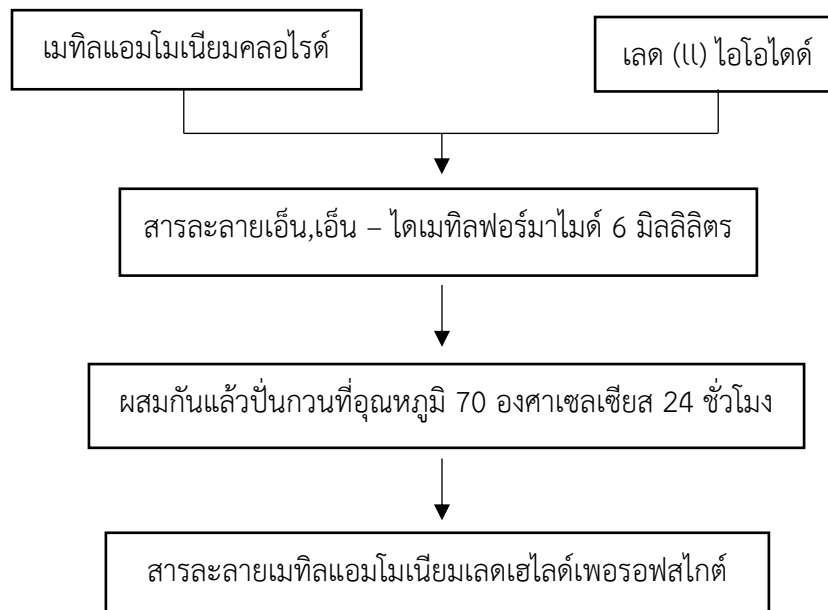 เมทิลแอมโมเนียมคลอไรด์
เลด (ll) ไอโอไดด์
สารละลายเอ็น,เอ็น – ไดเมทิลฟอร์มาไมด์ 6 มิลลิลิตร
ผสมกันแล้วปั่นกวนที่อุณหภูมิ 70 องศาเซลเซียส 24 ชั่วโมง
สารละลายเมทิลแอมโมเนียมเลดเฮไลด์เพอรอฟสไกต์